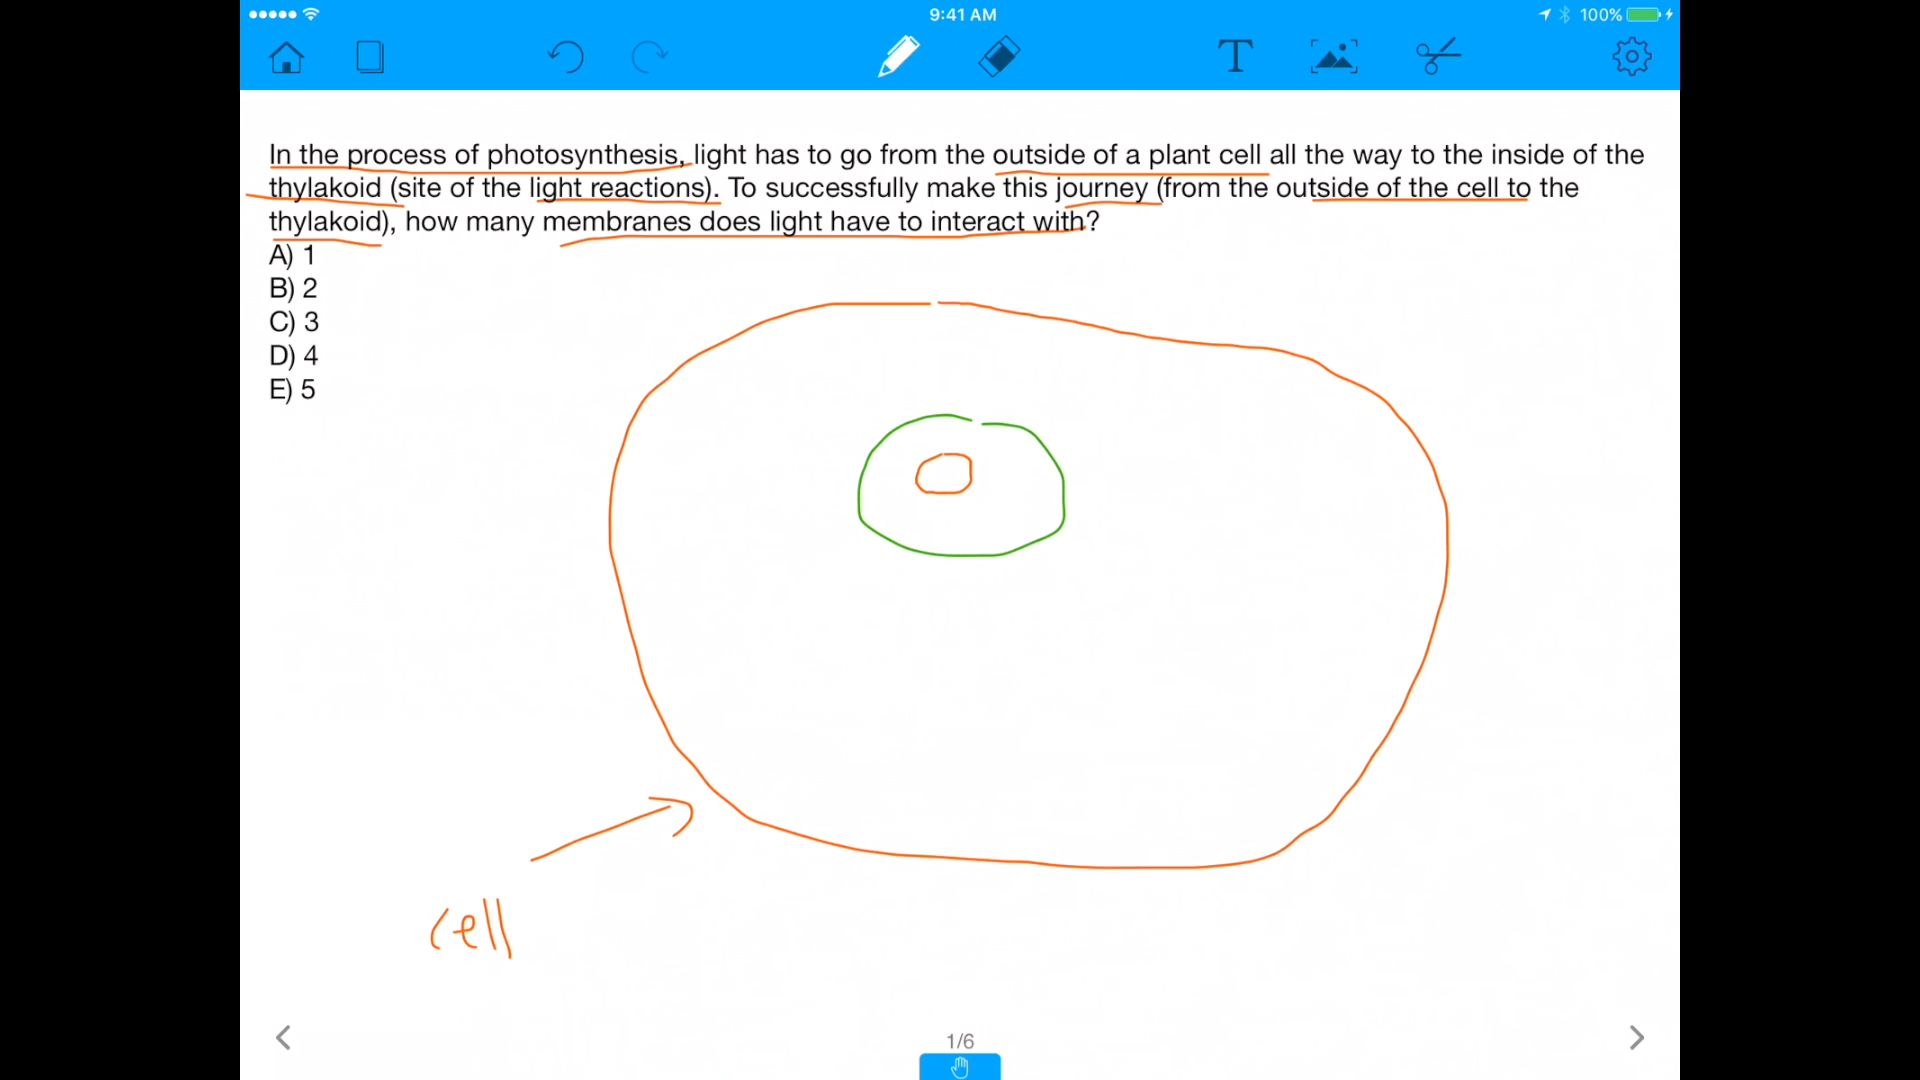 9:41 AM
100%
T
In the process of photosynthesis, light has to go from the outside of a plant cell all the way to the inside of the
thylakoid (site of the light reactions). To successfully make this journey (from the outside of the cell to the
thylakoid), how many membranes does light have to interact with?
A) 1
B) 2
C) 3
D) 4
E) 5
cell
1/6